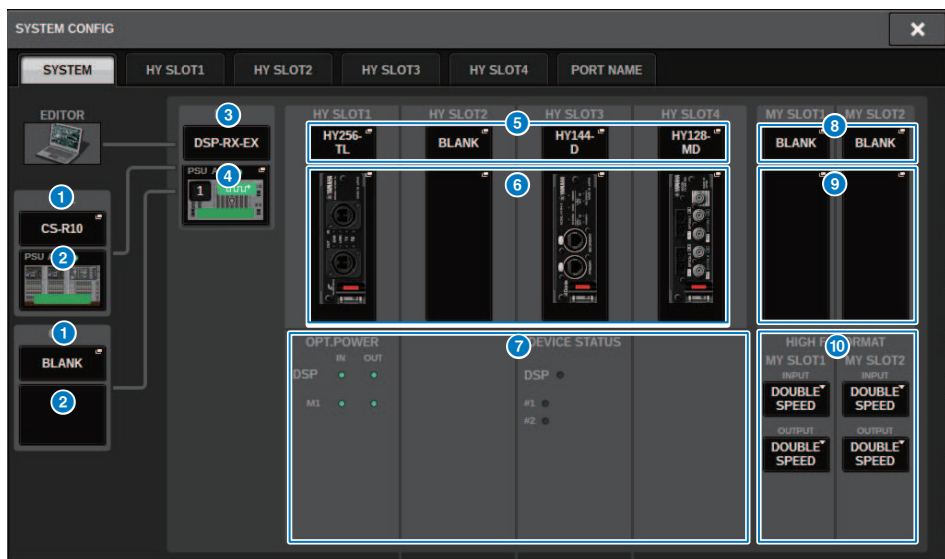 SYSTEM CONFIG
SYSTEM
HY SLOT1
HY SLOT2
HY SLOT3
HY SLOT4
PORT NAME
EDITOR
3
DSP-RX-EX
PSU A
4
1
1
CS-R10
PSU A
2
1
BLANK
2
HY SLOT1
HY SLOT2
HY SLOT3
HY SLOT4
5
HY256-
TL
BLANK
HY144-
D
HY128-
MD
6
YAMAHA
OPT.POWER
IN
OUT
DSP
M1
7
DEVICE STATUS
DSP
#1
#2
MY SLOT1
MY SLOT2
8
BLANK
BLANK
9
HIGH
10
MY SLOT1
MY SLOT2
INPUT
INPUT
DOUBLE
SPEED
DOUBLE
SPEED
OUTPUT
OUTPUT
DOUBLE
SPEED
DOUBLE
SPEED